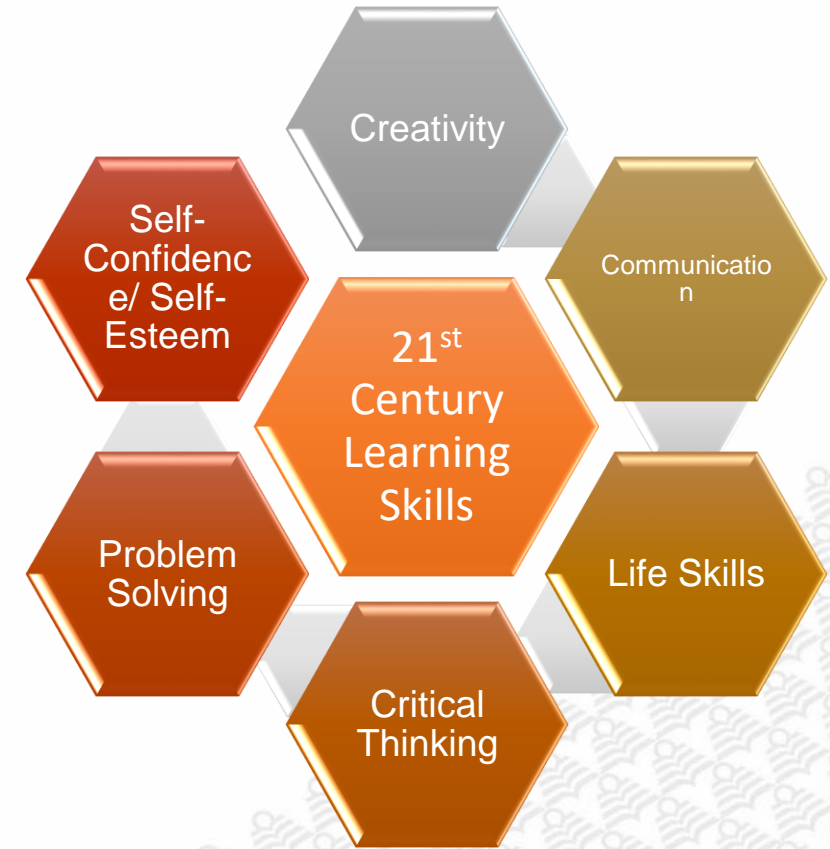 Creativity
Self-
Confidenc
e/ Self-
Esteem
Communicatio
n
21st
Century
Learning
Skills
Problem
Solving
Life Skills
Critical
Thinking